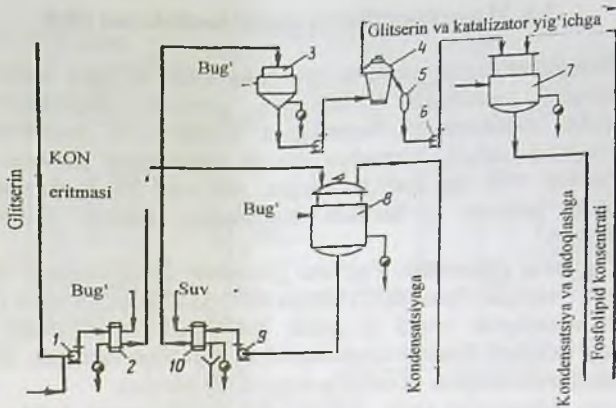 Glitserin va katalizator yig'ichga
3
4
Bug'
5
6
7
Glitserin
KON
eritmasi
Bug'
8
Bug'
Suv
1
2
10
9
Kondensatsiyaga
Kondensatsiya va qadoqlashga
Fosfolipid konsentrati